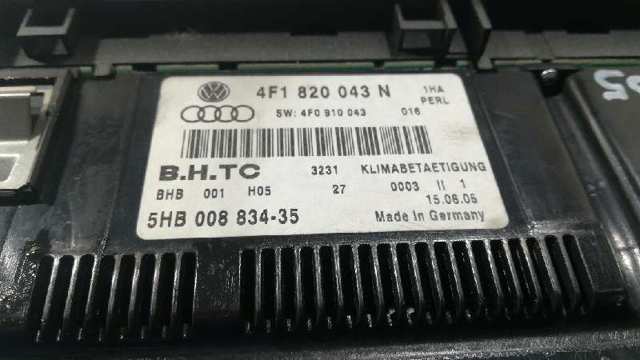 4F1 820 043 N 1HA
PERL
SW: 4F0 910 043 016
B.H.TC 3231 KLIMABETAETIGUNG
BHB 001 H05 27 0003 II 1
15.06.05
5HB 008 834-35 Made in Germany